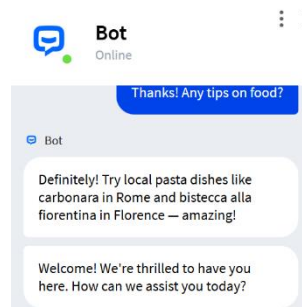 Bot
Online
Thanks! Any tips on food?
Bot
Definitely! Try local pasta dishes like
carbonara in Rome and bistecca alla
fiorentina in Florence — amazing!
Welcome! We're thrilled to have you
here. How can we assist you today?